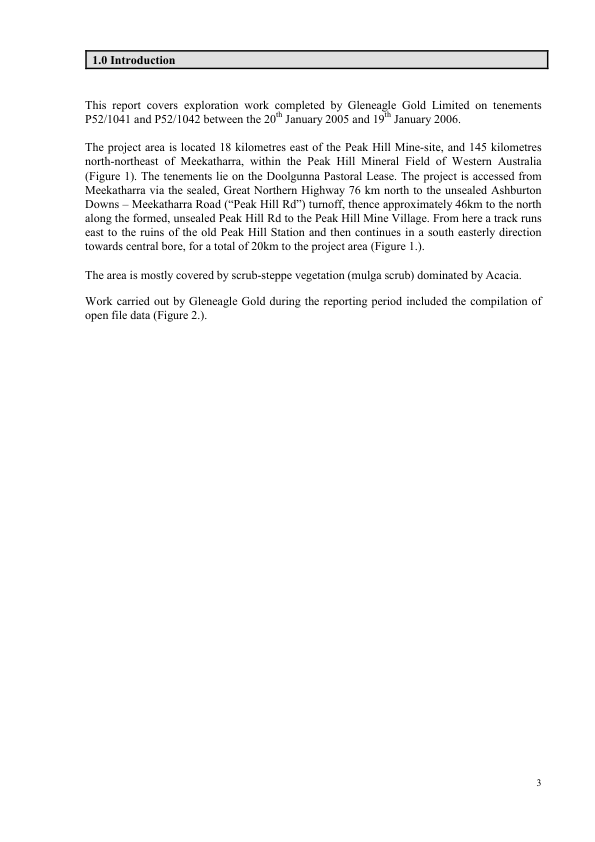 1.0 Introduction
This report covers exploration work completed by Gleneagle Gold Limited on tenements
P52/1041 and P52/1042 between the 20th January 2005 and 19th January 2006.
The project area is located 18 kilometres east of the Peak Hill Mine-site, and 145 kilometres
north-northeast of Meekatharra, within the Peak Hill Mineral Field of Western Australia
(Figure 1). The tenements lie on the Doolgunna Pastoral Lease. The project is accessed from
Meekatharra via the sealed, Great Northern Highway 76 km north to the unsealed Ashburton
Downs – Meekatharra Road (“Peak Hill Rd”) turnoff, thence approximately 46km to the north
along the formed, unsealed Peak Hill Rd to the Peak Hill Mine Village. From here a track runs
east to the ruins of the old Peak Hill Station and then continues in a south easterly direction
towards central bore, for a total of 20km to the project area (Figure 1.).
The area is mostly covered by scrub-steppe vegetation (mulga scrub) dominated by Acacia.
Work carried out by Gleneagle Gold during the reporting period included the compilation of
open file data (Figure 2.).
3